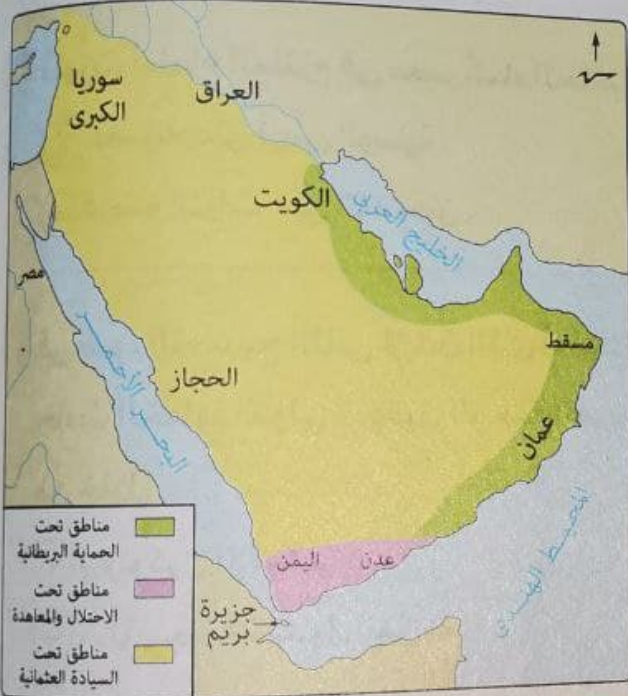 سوريا
الكبرى
العراق
الكويت
الخليج العربي
مصر
مسقط
الحجاز
البحر الأحمر
عمان
المحيط الهندي
اليمن
عدن
جزيرة
بريم
مناطق تحت
الحماية البريطانية
مناطق تحت
الاحتلال والمعاهدة
مناطق تحت
السيادة العثمانية